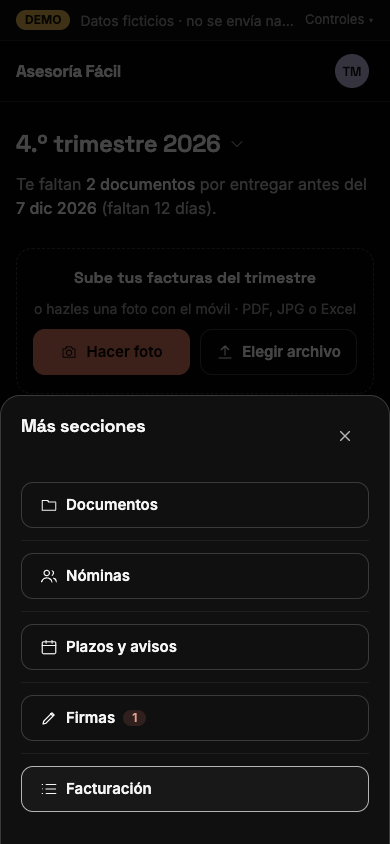 DEMO Datos ficticios · no se envía na... Controles
Asesoría Fácil TM
4.º trimestre 2026
Te faltan 2 documentos por entregar antes del
7 dic 2026 (faltan 12 días).
Sube tus facturas del trimestre
o hazles una foto con el móvil · PDF, JPG o Excel
Hacer foto Elegir archivo
Más secciones
Documentos
Nóminas
Plazos y avisos
Firmas 1
Facturación